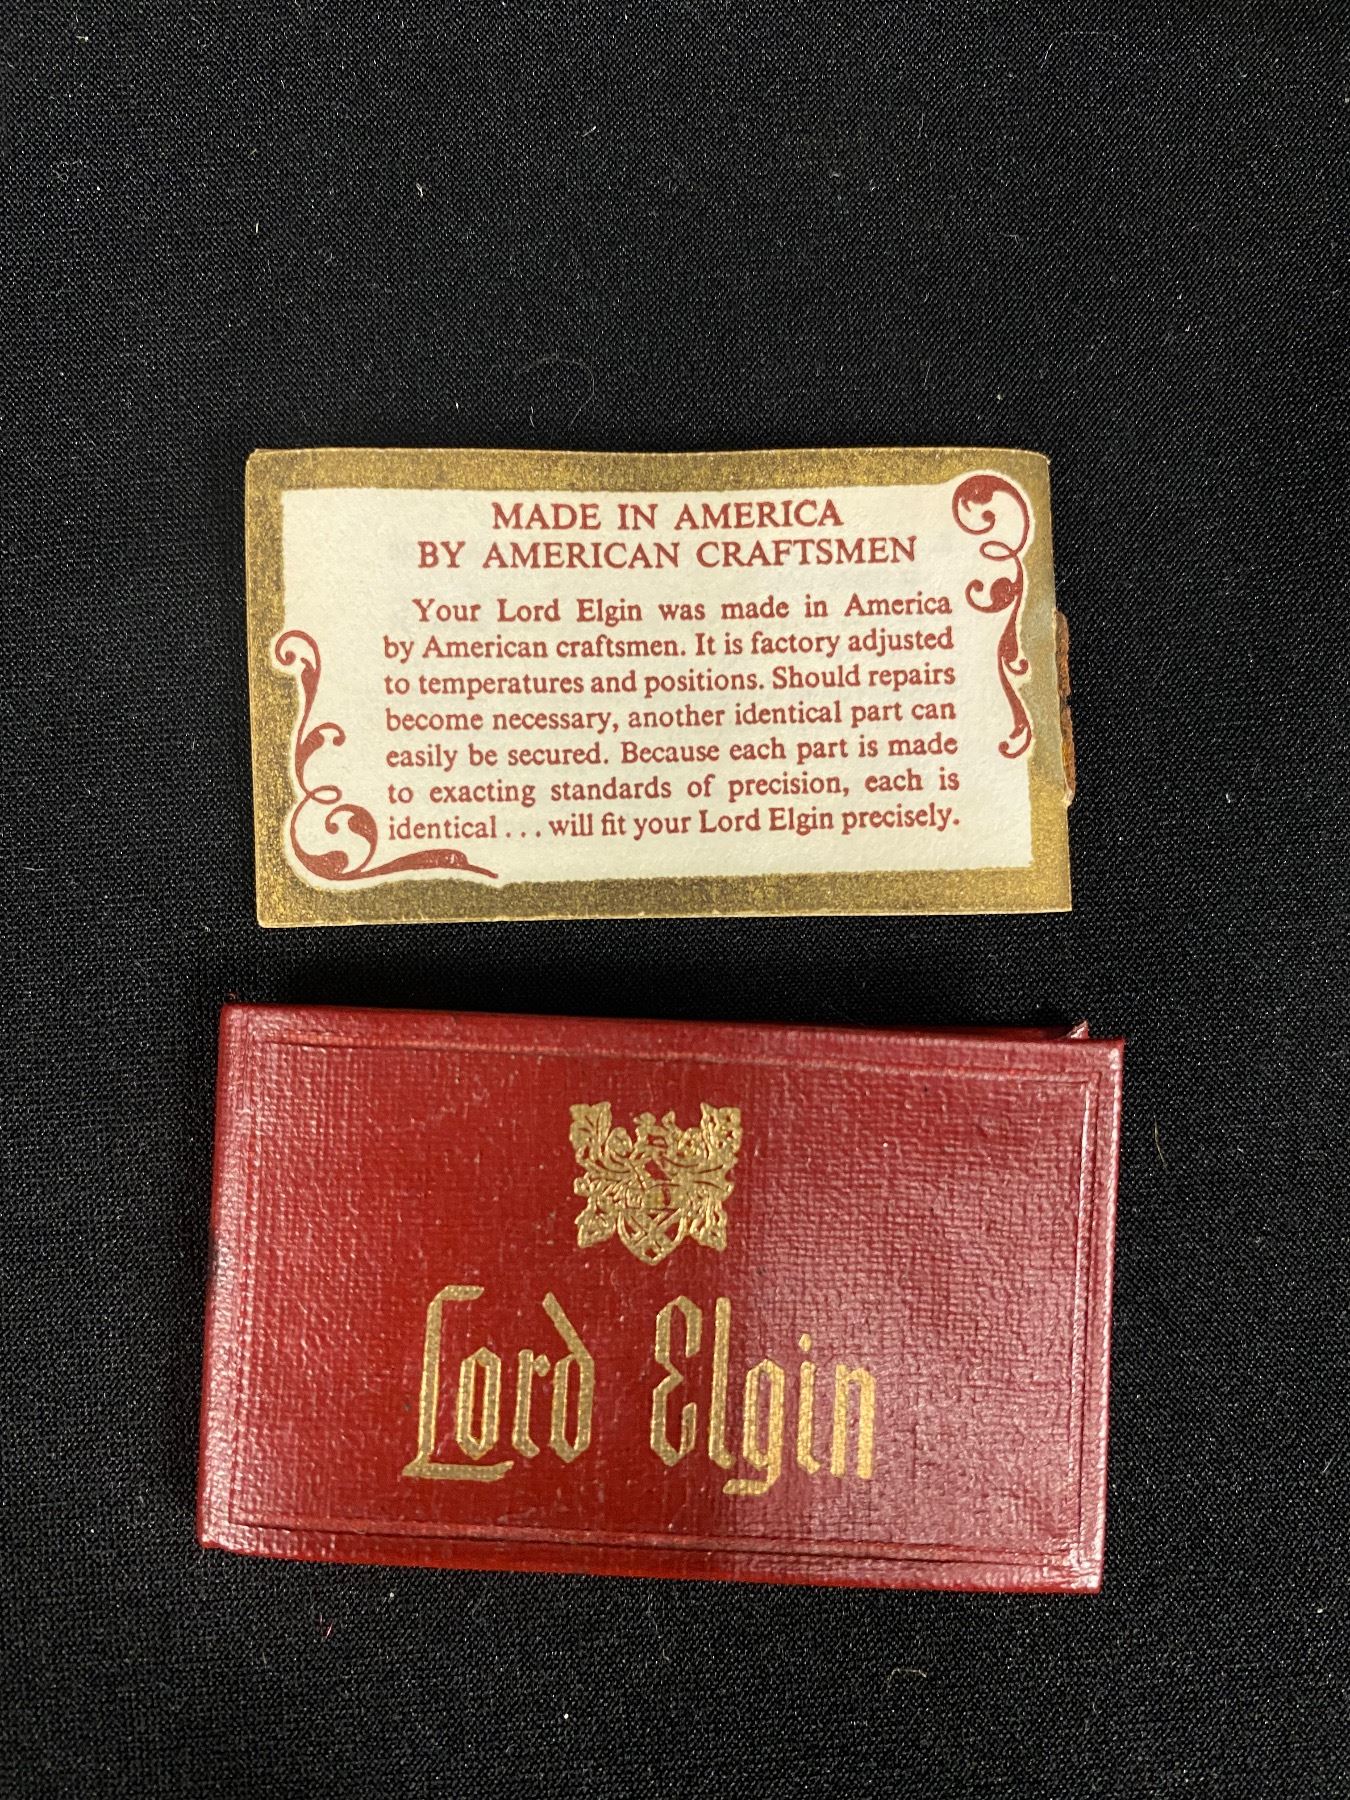 MADE IN AMERICA
BY AMERICAN CRAFTSMEN
Your Lord Elgin was made in America
by American craftsmen. It is factory adjusted
to temperatures and positions. Should repairs
become necessary, another identical part can
easily be secured. Because each part is made
to exacting standards of precision, each is
identical . . . will fit your Lord Elgin precisely.
Lord Elgin